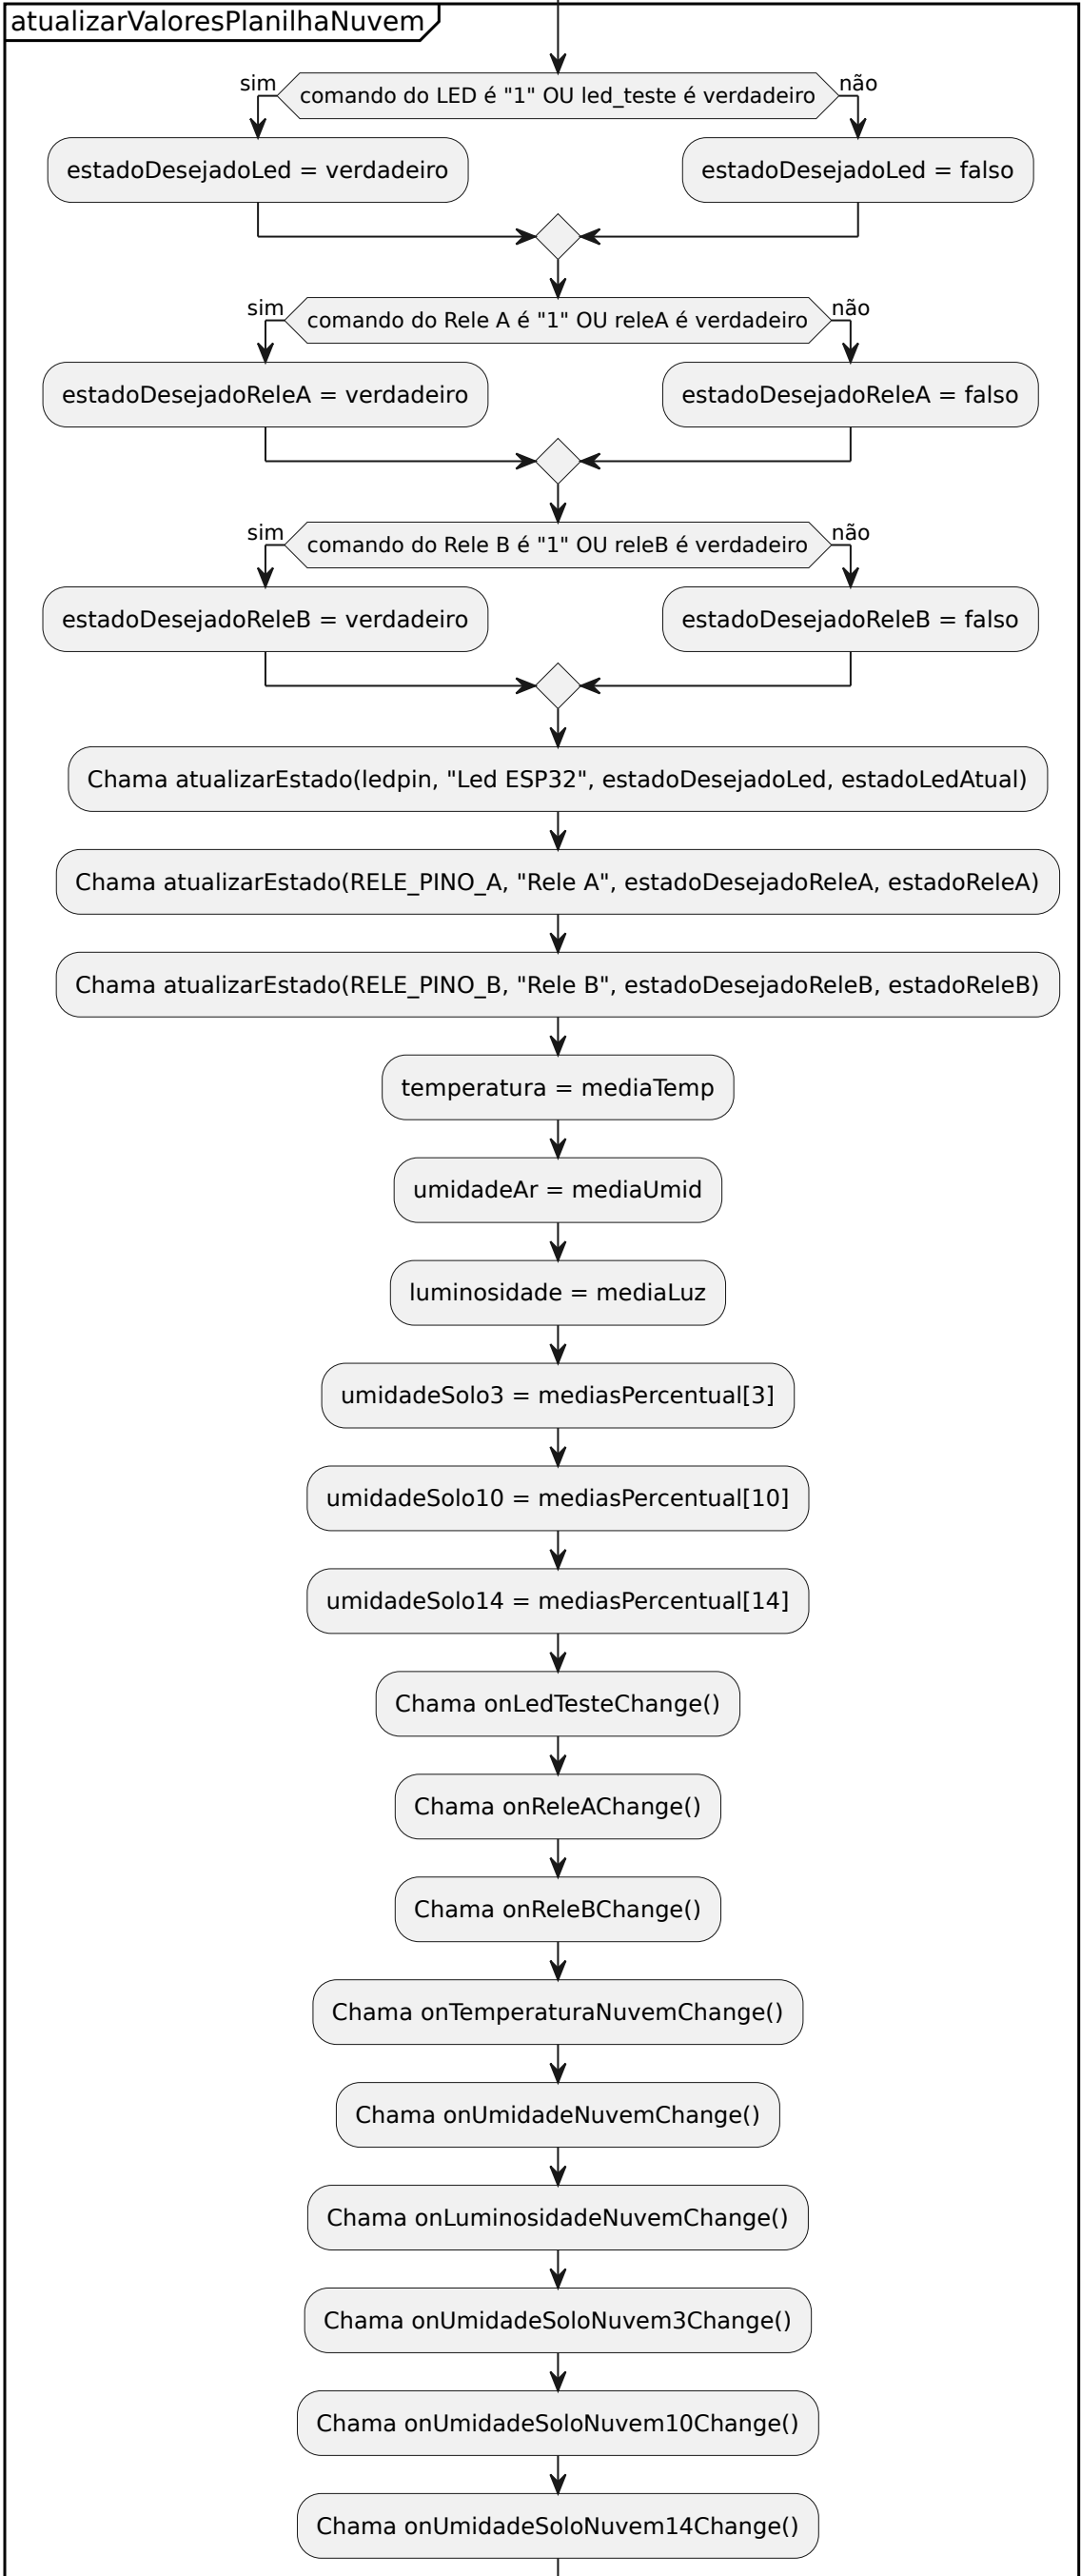 atualizarValoresPlanilhaNuvem
sim
comando do LED é "1" OU led_teste é verdadeiro
não
estadoDesejadoLed = verdadeiro
estadoDesejadoLed = falso
sim
comando do Rele A é "1" OU releA é verdadeiro
não
estadoDesejadoReleA = verdadeiro
estadoDesejadoReleA = falso
sim
comando do Rele B é "1" OU releB é verdadeiro
não
estadoDesejadoReleB = verdadeiro
estadoDesejadoReleB = falso
Chama atualizarEstado(ledpin, "Led ESP32", estadoDesejadoLed, estadoLedAtual)
Chama atualizarEstado(RELE_PINO_A, "Rele A", estadoDesejadoReleA, estadoReleA)
Chama atualizarEstado(RELE_PINO_B, "Rele B", estadoDesejadoReleB, estadoReleB)
temperatura = mediaTemp
umidadeAr = mediaUmid
luminosidade = mediaLuz
umidadeSolo3 = mediasPercentual[3]
umidadeSolo10 = mediasPercentual[10]
umidadeSolo14 = mediasPercentual[14]
Chama onLedTesteChange()
Chama onReleAChange()
Chama onReleBChange()
Chama onTemperaturaNuvemChange()
Chama onUmidadeNuvemChange()
Chama onLuminosidadeNuvemChange()
Chama onUmidadeSoloNuvem3Change()
Chama onUmidadeSoloNuvem10Change()
Chama onUmidadeSoloNuvem14Change()